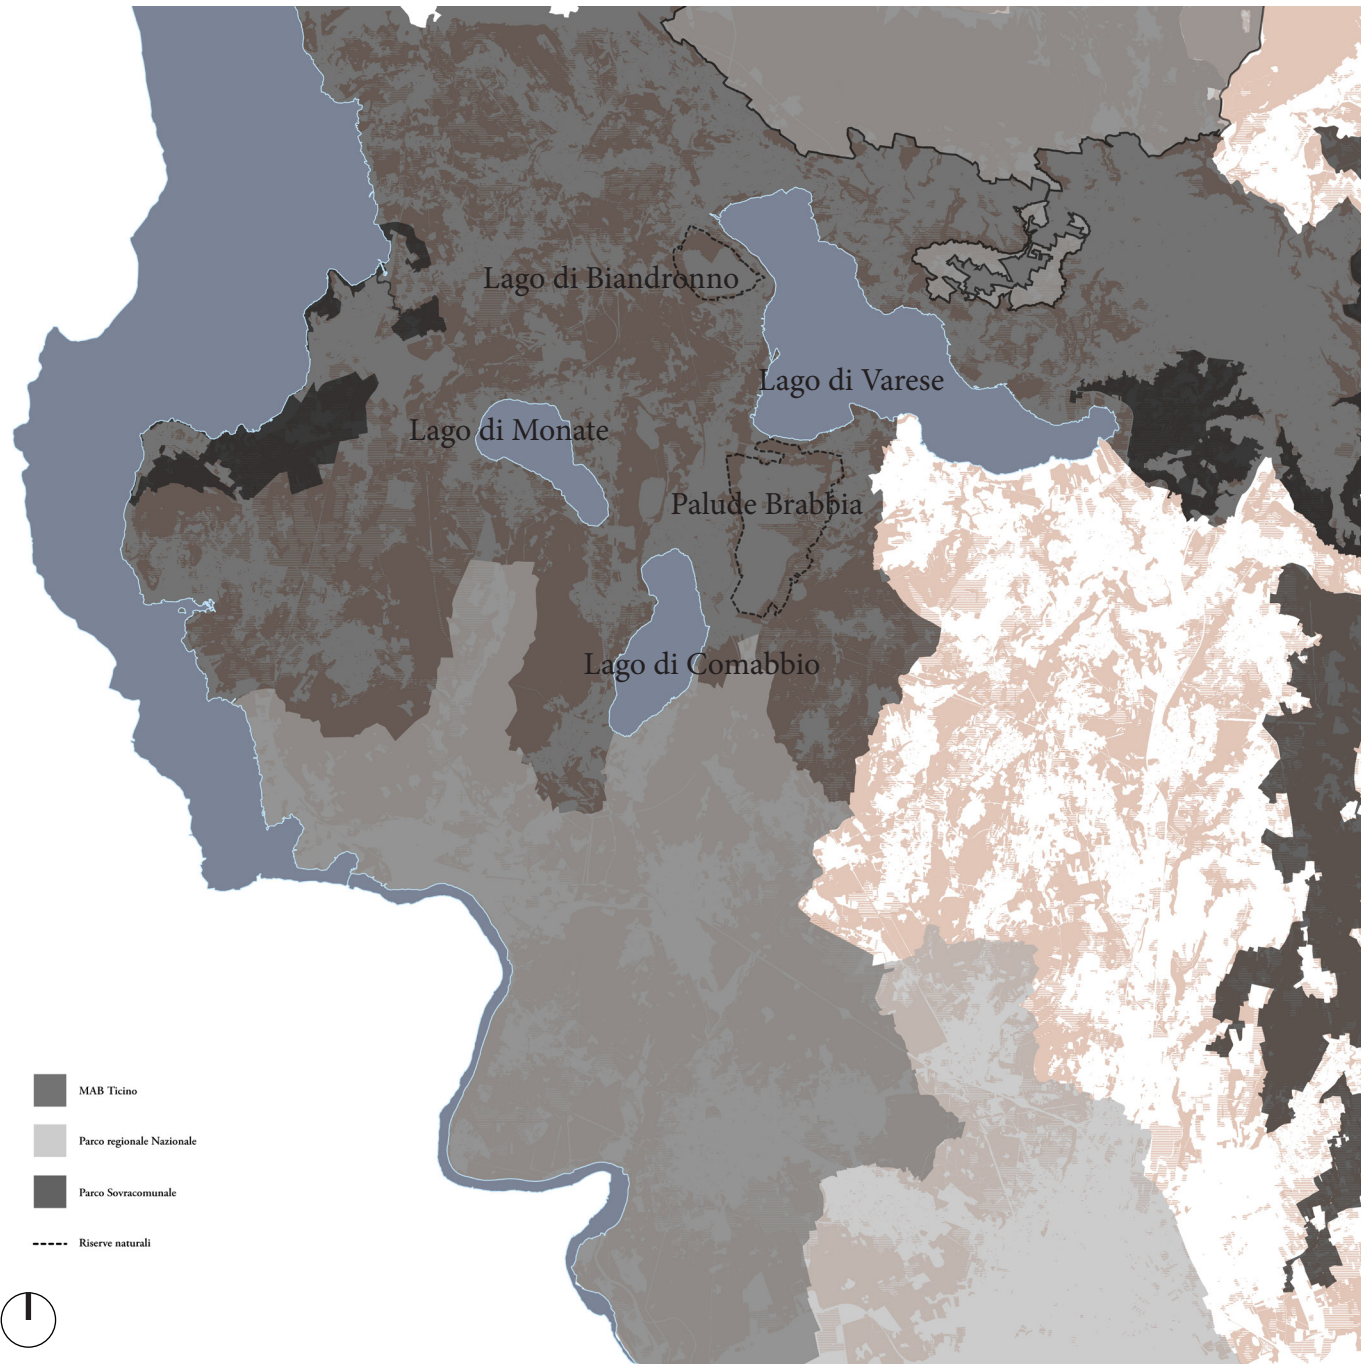 Lago di Biandronno
Lago di Varese
Lago di Monate
Palude Brabbia
Lago di Comabbio
MAB Ticino
Parco regionale Nazionale
Parco Sovracomunale
Riserve naturali